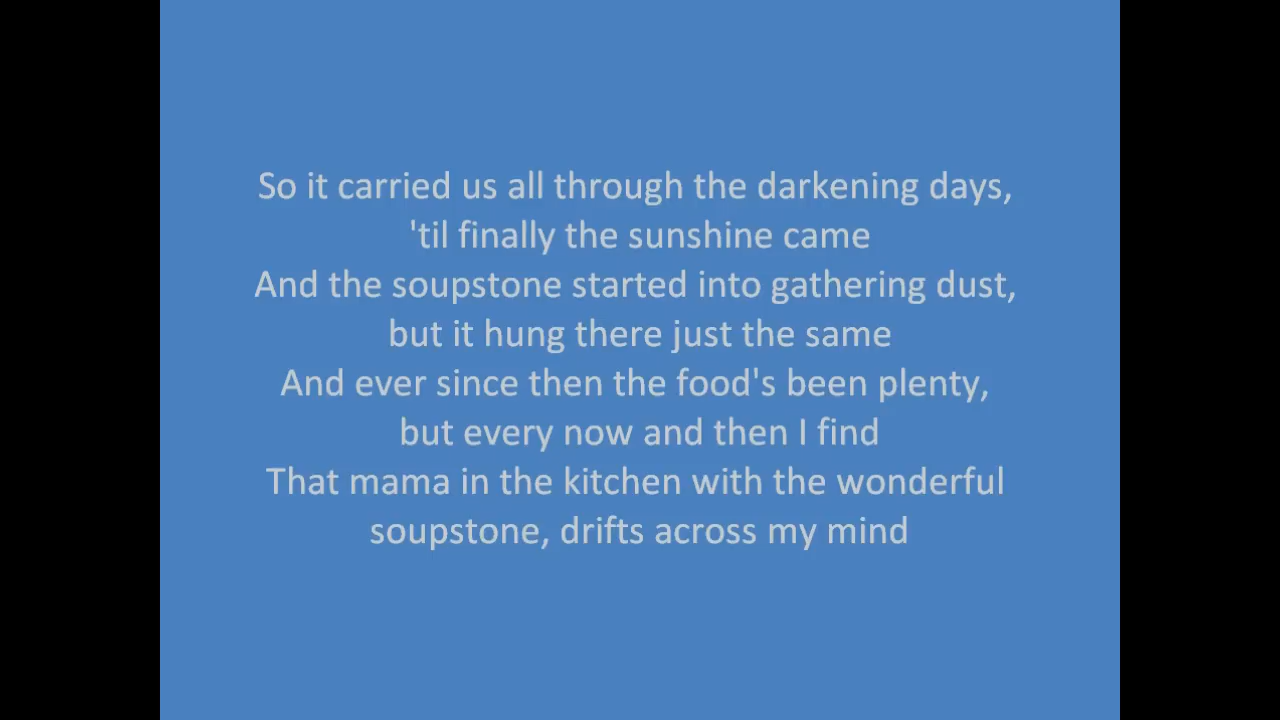 So it carried us all through the darkening days,
'til finally the sunshine came
And the soupstone started into gathering dust,
but it hung there just the same
And ever since then the food's been plenty,
but every now and then I find
That mama in the kitchen with the wonderful
soupstone, drifts across my mind